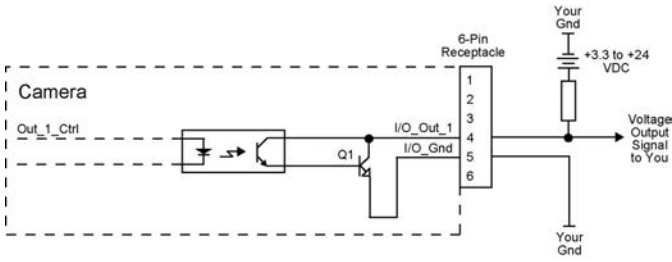 Your
Gnd
6-Pin
Receptacle
+3.3 to +24
VDC
Camera
1
2
3
4
5
6
Out_1_Ctrl
I/O_Out_1
I/O_Gnd
Q1
Voltage
Output
Signal
to You
Your
Gnd